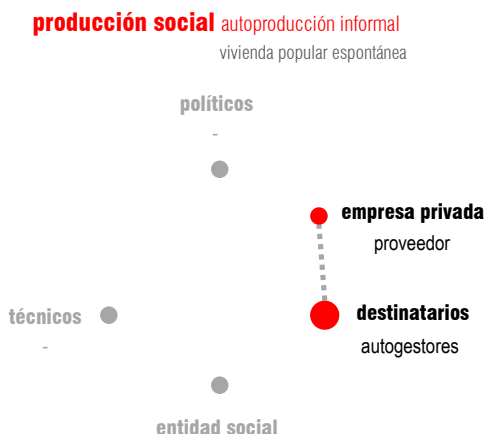 producción social autoproducción informal
vivienda popular espontánea
políticos
-
empresa privada
proveedor
técnicos
-
destinatarios
autogestores
entidad social